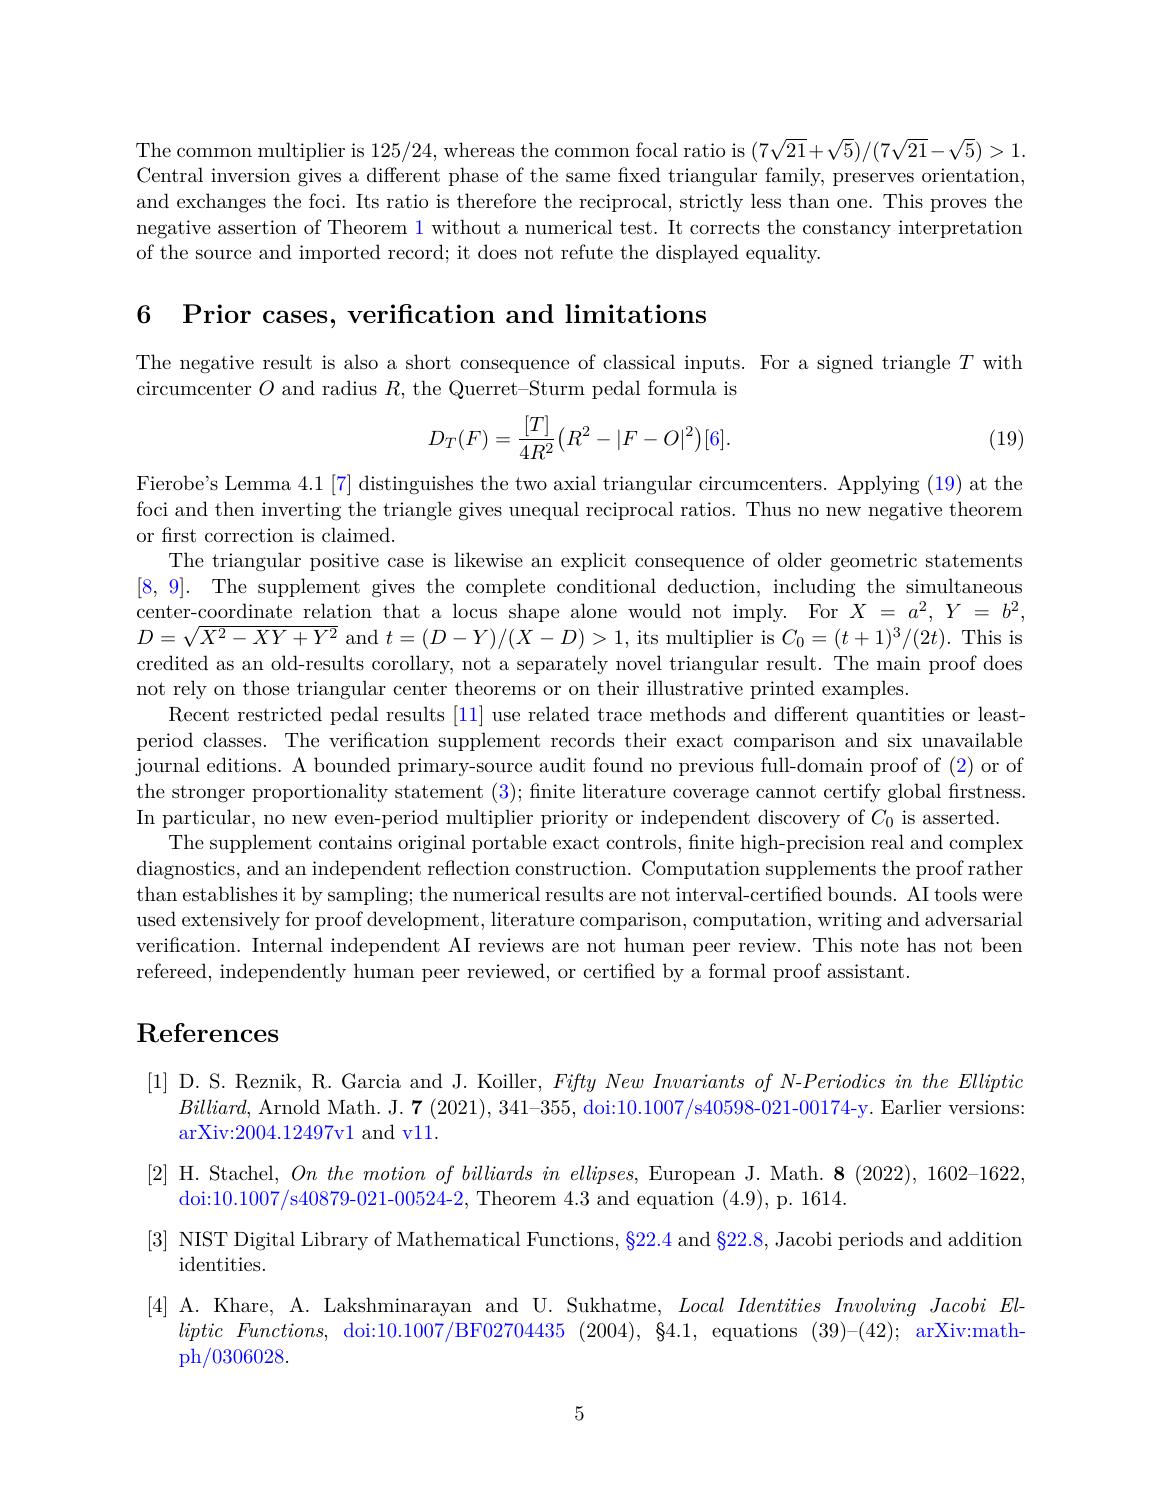 The common multiplier is 125/24, whereas the common focal ratio is (7√21+√5)/(7√21−√5) > 1.
Central inversion gives a different phase of the same fixed triangular family, preserves orientation,
and exchanges the foci. Its ratio is therefore the reciprocal, strictly less than one. This proves the
negative assertion of Theorem 1 without a numerical test. It corrects the constancy interpretation
of the source and imported record; it does not refute the displayed equality.
6 Prior cases, verification and limitations
The negative result is also a short consequence of classical inputs. For a signed triangle T with
circumcenter O and radius R, the Querret–Sturm pedal formula is
D_T(F) = [T]/4R² (R² − |F − O|²)[6]. (19)
Fierobe's Lemma 4.1 [7] distinguishes the two axial triangular circumcenters. Applying (19) at the
foci and then inverting the triangle gives unequal reciprocal ratios. Thus no new negative theorem
or first correction is claimed.
The triangular positive case is likewise an explicit consequence of older geometric statements
[8, 9]. The supplement gives the complete conditional deduction, including the simultaneous
center-coordinate relation that a locus shape alone would not imply. For X = a², Y = b²,
D = √(X² − XY + Y²) and t = (D − Y)/(X − D) > 1, its multiplier is C₀ = (t + 1)³/(2t). This is
credited as an old-results corollary, not a separately novel triangular result. The main proof does
not rely on those triangular center theorems or on their illustrative printed examples.
Recent restricted pedal results [11] use related trace methods and different quantities or least-
period classes. The verification supplement records their exact comparison and six unavailable
journal editions. A bounded primary-source audit found no previous full-domain proof of (2) or of
the stronger proportionality statement (3); finite literature coverage cannot certify global firstness.
In particular, no new even-period multiplier priority or independent discovery of C₀ is asserted.
The supplement contains original portable exact controls, finite high-precision real and complex
diagnostics, and an independent reflection construction. Computation supplements the proof rather
than establishes it by sampling; the numerical results are not interval-certified bounds. AI tools were
used extensively for proof development, literature comparison, computation, writing and adversarial
verification. Internal independent AI reviews are not human peer review. This note has not been
refereed, independently human peer reviewed, or certified by a formal proof assistant.
References
[1] D. S. Reznik, R. Garcia and J. Koiller, Fifty New Invariants of N-Periodics in the Elliptic
Billiard, Arnold Math. J. 7 (2021), 341–355, doi:10.1007/s40598-021-00174-y. Earlier versions:
arXiv:2004.12497v1 and v11.
[2] H. Stachel, On the motion of billiards in ellipses, European J. Math. 8 (2022), 1602–1622,
doi:10.1007/s40879-021-00524-2, Theorem 4.3 and equation (4.9), p. 1614.
[3] NIST Digital Library of Mathematical Functions, §22.4 and §22.8, Jacobi periods and addition
identities.
[4] A. Khare, A. Lakshminarayan and U. Sukhatme, Local Identities Involving Jacobi El-
liptic Functions, doi:10.1007/BF02704435 (2004), §4.1, equations (39)–(42); arXiv:math-
ph/0306028.
5